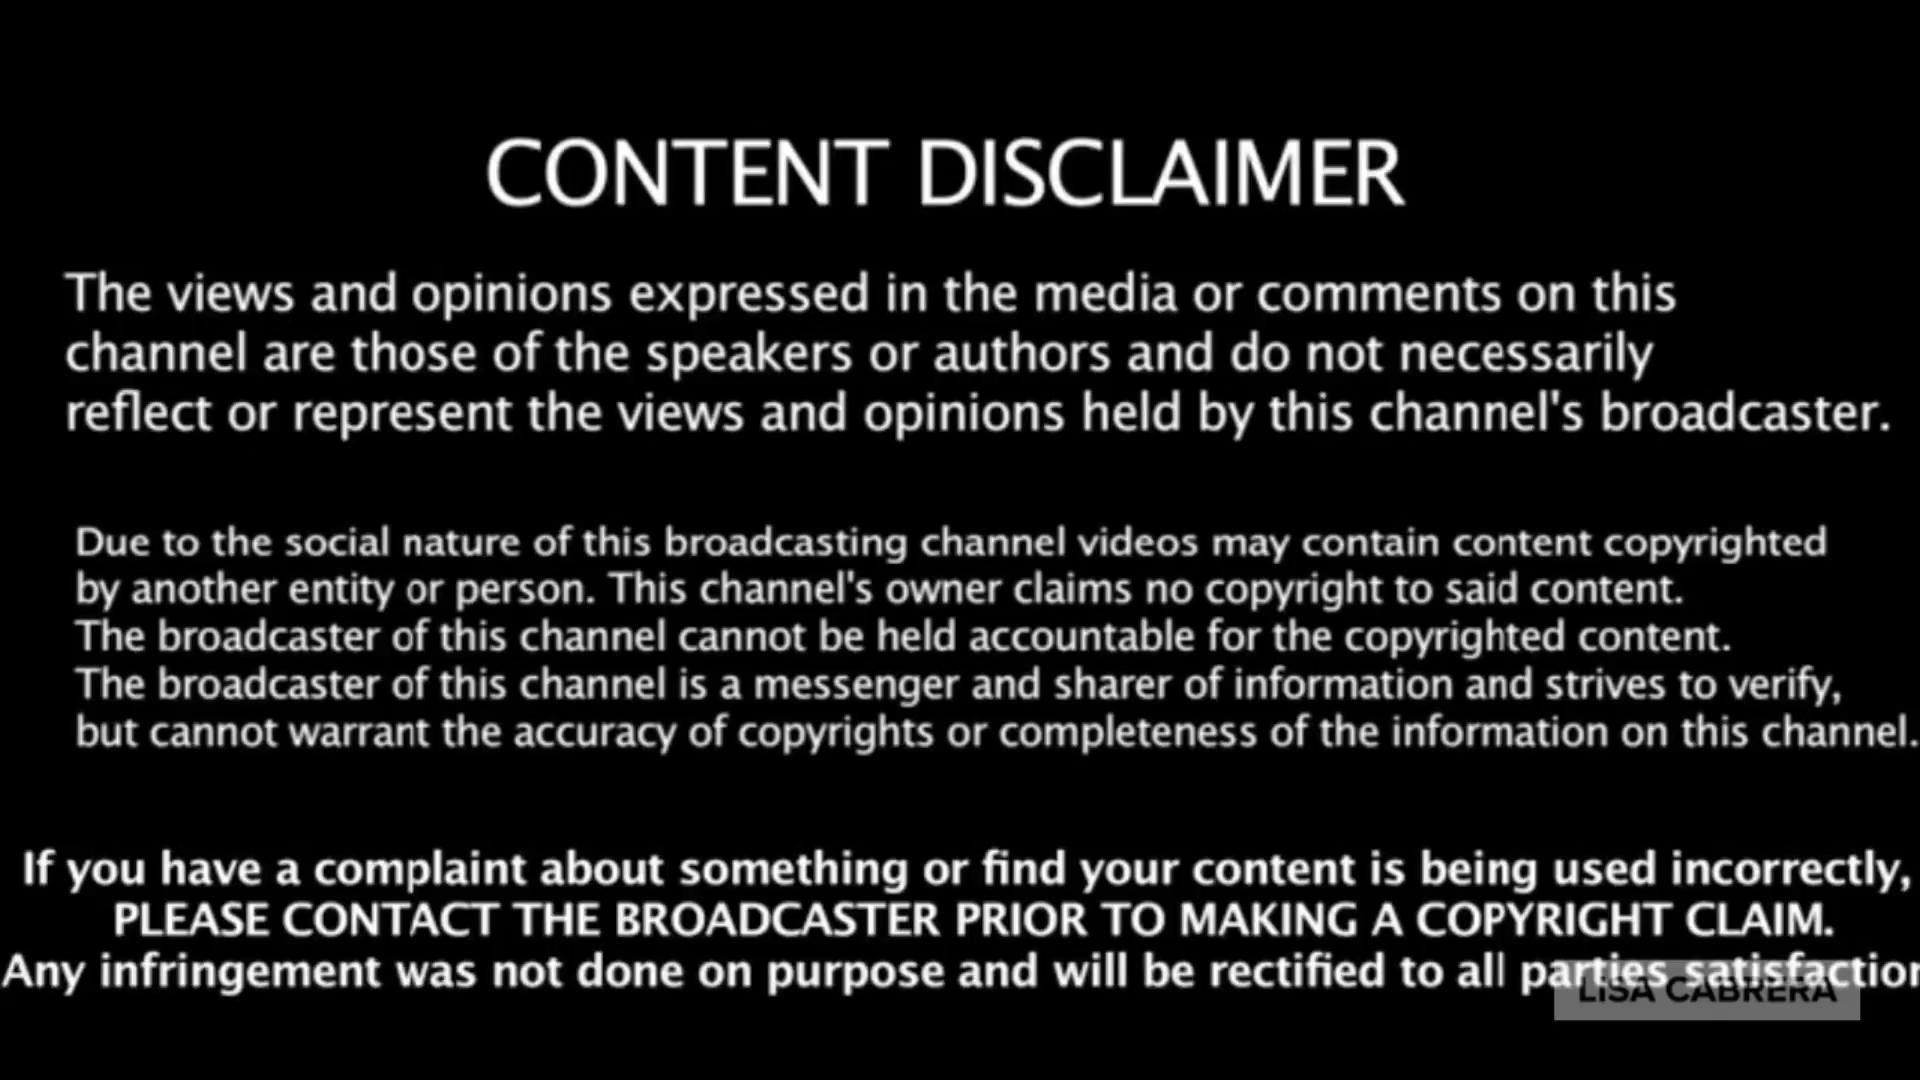 CONTENT DISCLAIMER
The views and opinions expressed in the media or comments on this
channel are those of the speakers or authors and do not necessarily
reflect or represent the views and opinions held by this channel's broadcaster.
Due to the social nature of this broadcasting channel videos may contain content copyrighted
by another entity or person. This channel's owner claims no copyright to said content.
The broadcaster of this channel cannot be held accountable for the copyrighted content.
The broadcaster of this channel is a messenger and sharer of information and strives to verify,
but cannot warrant the accuracy of copyrights or completeness of the information on this channel.
If you have a complaint about something or find your content is being used incorrectly,
PLEASE CONTACT THE BROADCASTER PRIOR TO MAKING A COPYRIGHT CLAIM.
Any infringement was not done on purpose and will be rectified to all parties satisfaction
LISA CABRERA